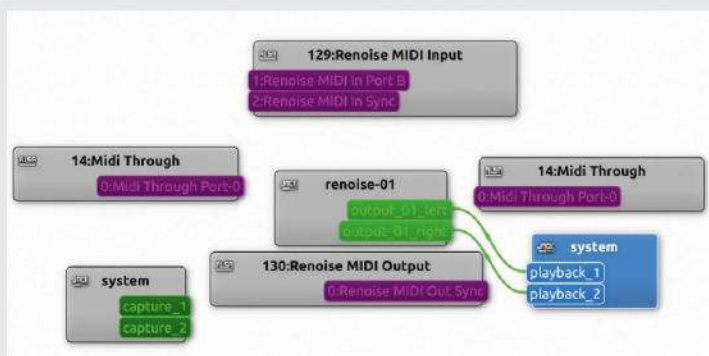 129:Renoise MIDI Input
1:Renoise MIDI In Port B
2:Renoise MIDI In Sync
14:Midi Through
0:Midi Through Port-0
renoise-01
output_01_left
output_01_right
14:Midi Through
0:Midi Through Port-0
system
playback_1
playback_2
130:Renoise MIDI Output
0:Renoise MIDI Out Sync
system
capture_1
capture_2